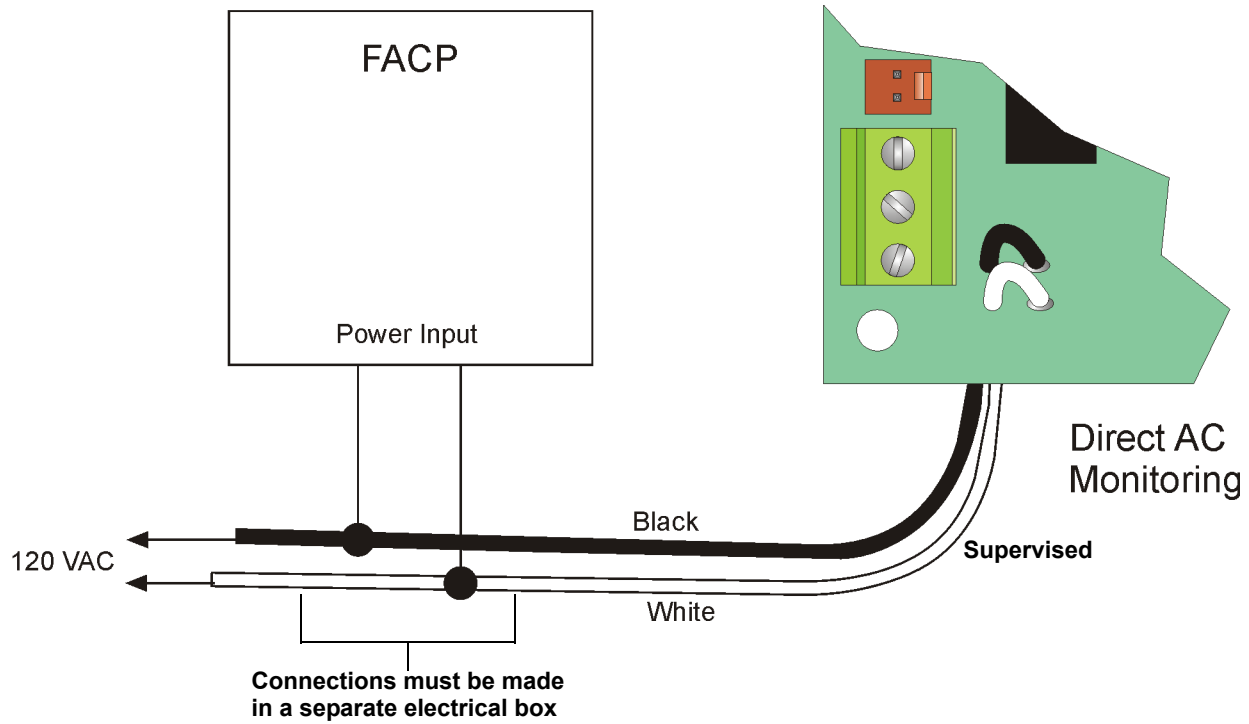 FACP
Power Input
Direct AC
Monitoring
Black
Supervised
120 VAC
White
Connections must be made
in a separate electrical box